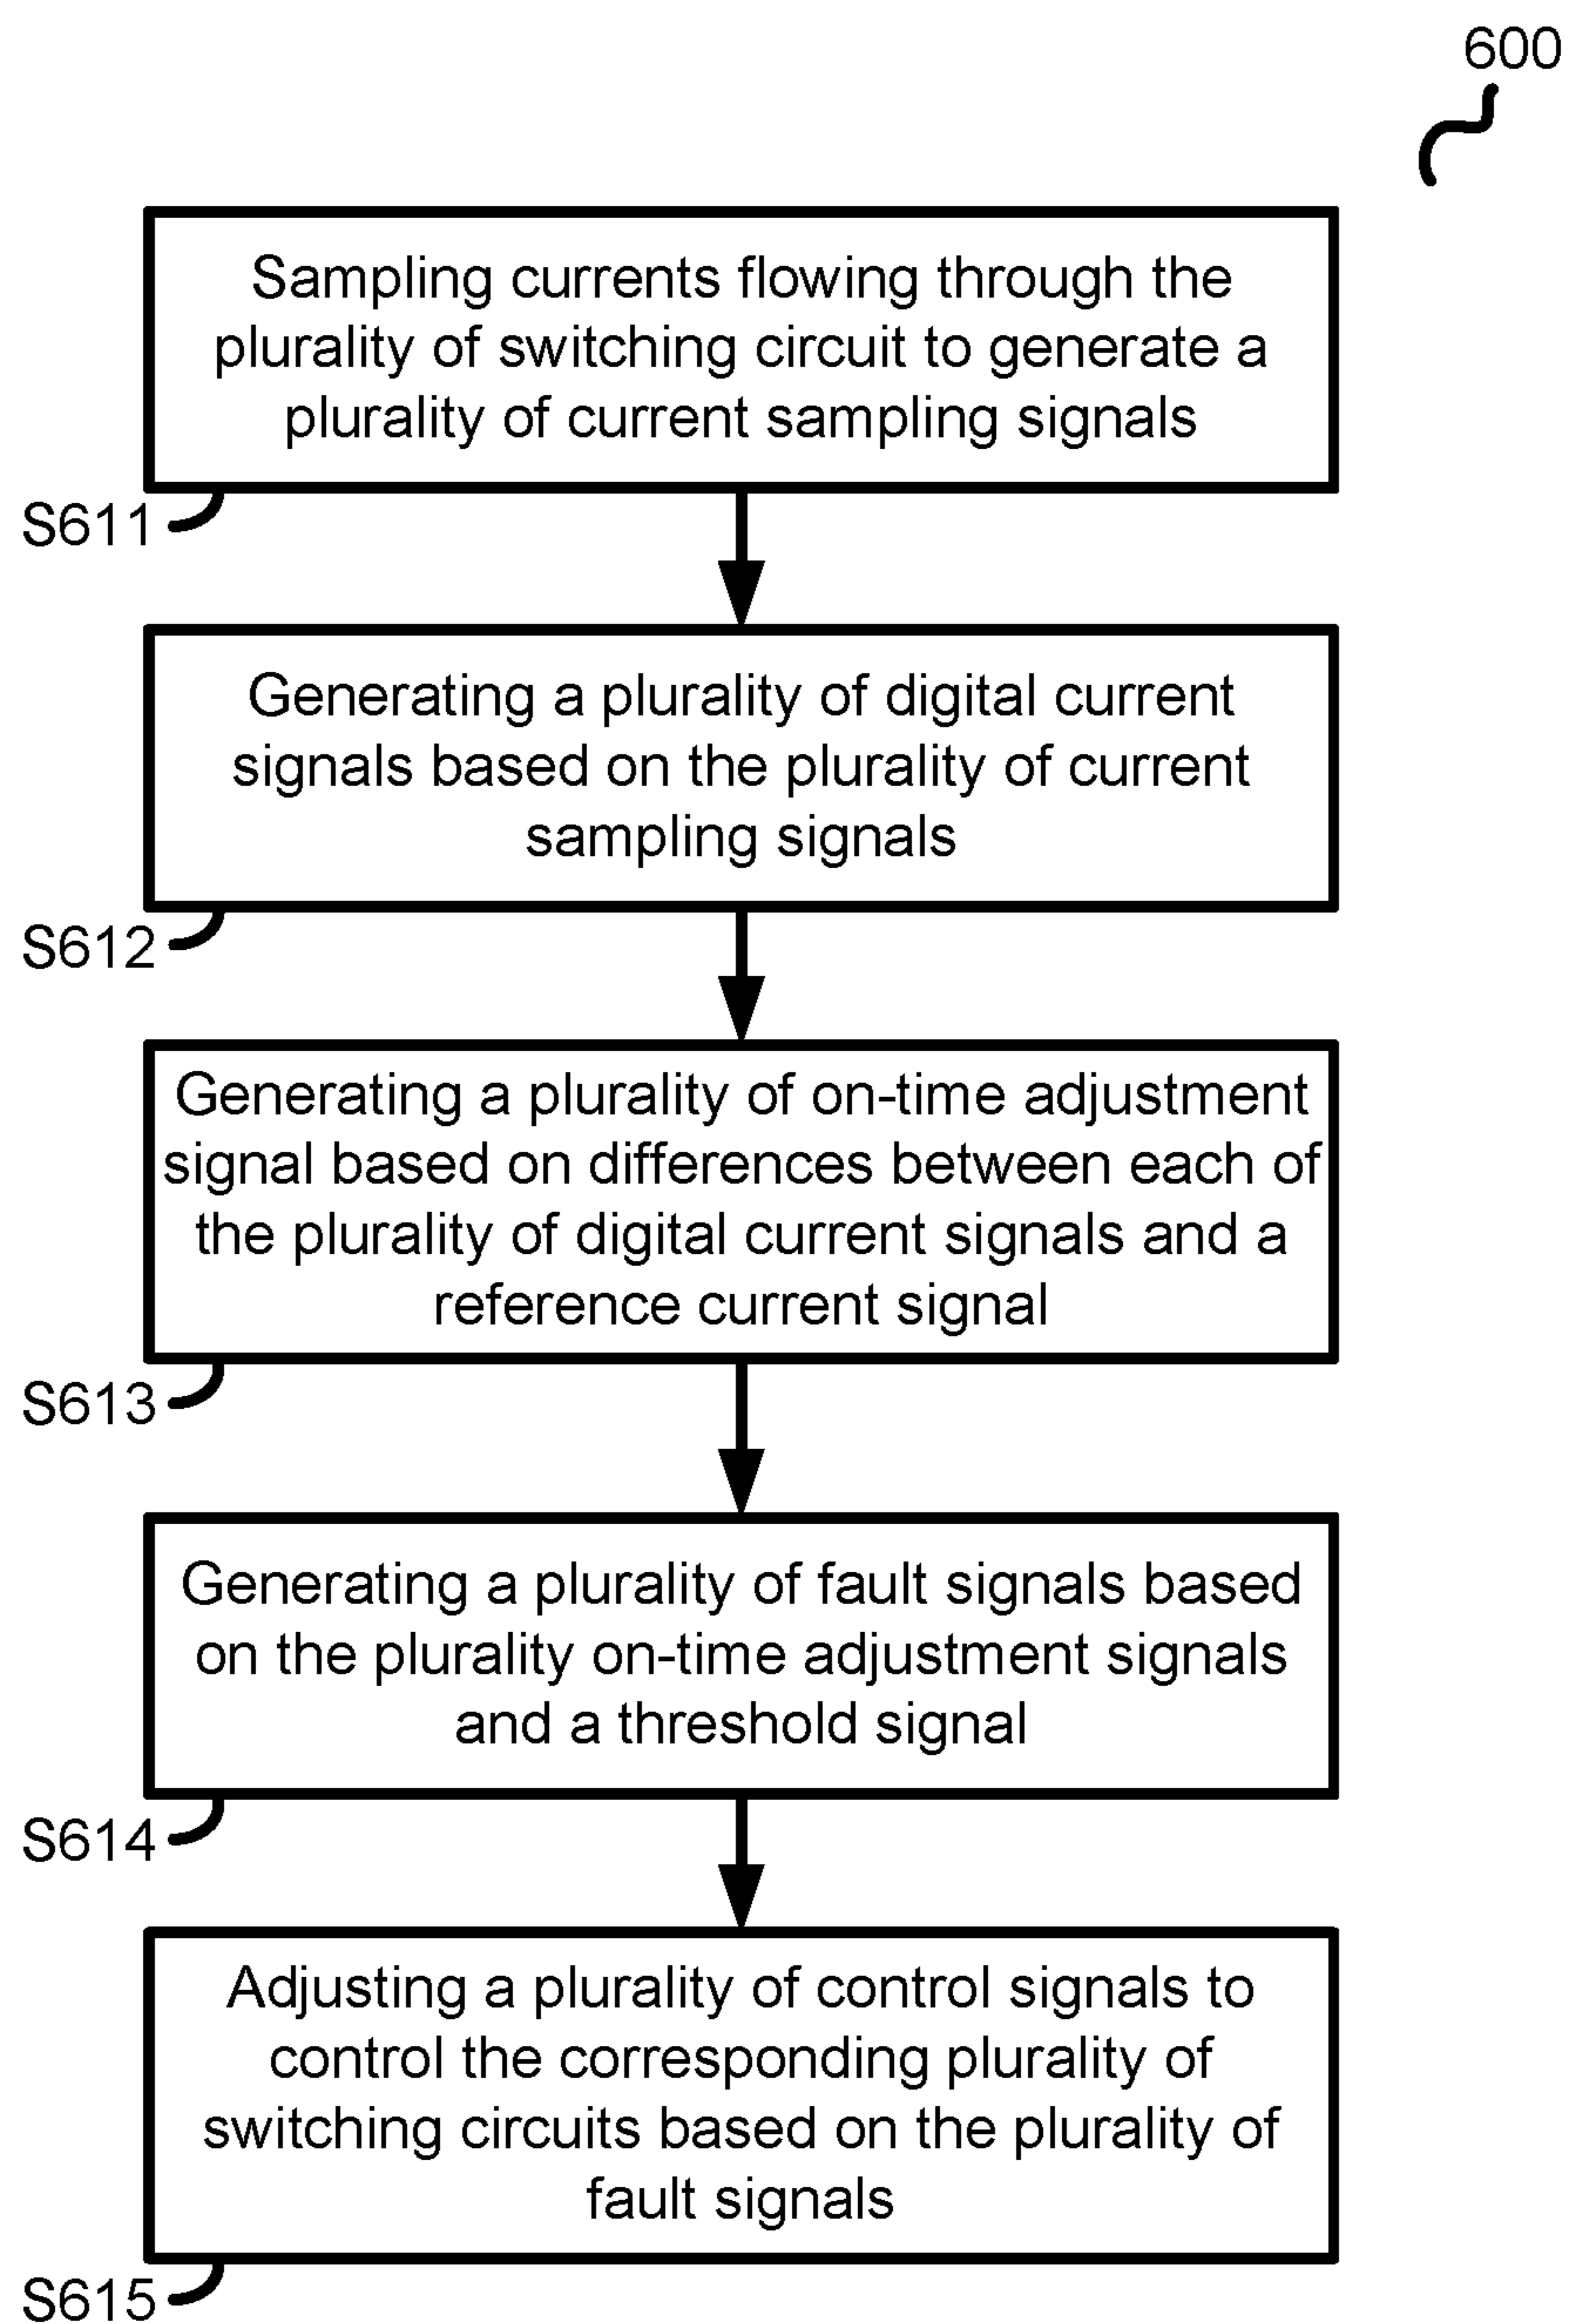 600
Sampling currents flowing through the
plurality of switching circuit to generate a
plurality of current sampling signals
S611
Generating a plurality of digital current
signals based on the plurality of current
sampling signals
S612
Generating a plurality of on-time adjustment
signal based on differences between each of
the plurality of digital current signals and a
reference current signal
S613
Generating a plurality of fault signals based
on the plurality on-time adjustment signals
and a threshold signal
S614
Adjusting a plurality of control signals to
control the corresponding plurality of
switching circuits based on the plurality of
fault signals
S615